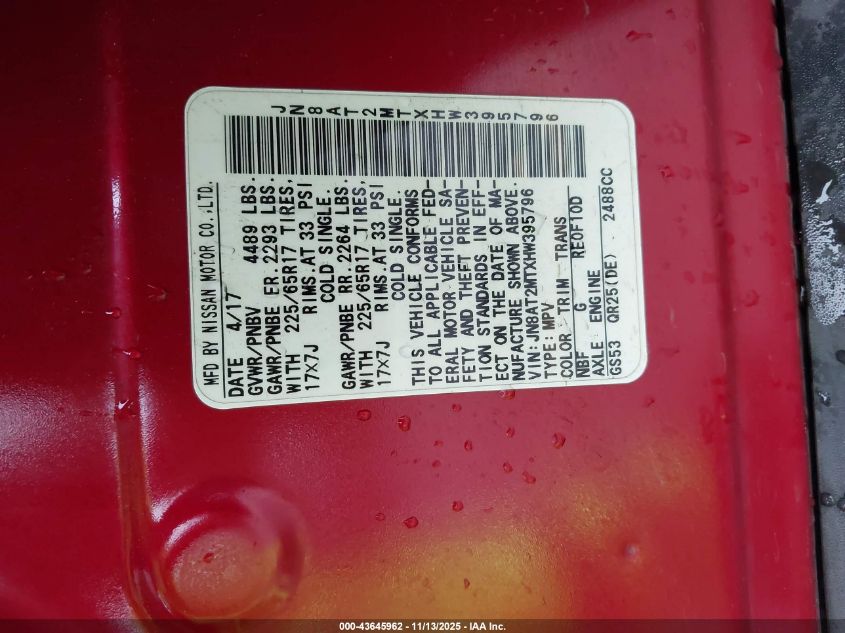 MFD BY NISSAN MOTOR CO.,LTD.
DATE 4/17
GVWR/PNBV 4489 LBS.
GAWR/PNBE FR. 2293 LBS.
WITH 225/65R17 TIRES,
17X7J RIMS.AT 33 PSI
COLD SINGLE.
GAWR/PNBE RR. 2264 LBS.
WITH 225/65R17 TIRES,
17X7J RIMS.AT 33 PSI
COLD SINGLE.
THIS VEHICLE CONFORMS
TO ALL APPLICABLE FED-
ERAL MOTOR VEHICLE SA-
FETY AND THEFT PREVEN-
TION STANDARDS IN EFF-
ECT ON THE DATE OF MA-
NUFACTURE SHOWN ABOVE.
VIN:JN8AT2MTXHW395796
TYPE:MPV
COLOR TRIM TRANS
NBF G RE0F10D
AXLE ENGINE
GS53 QR25(DE) 2488CC
JN8AT2MTXHW395796
000-43645962 - 11/13/2025 - IAA Inc.